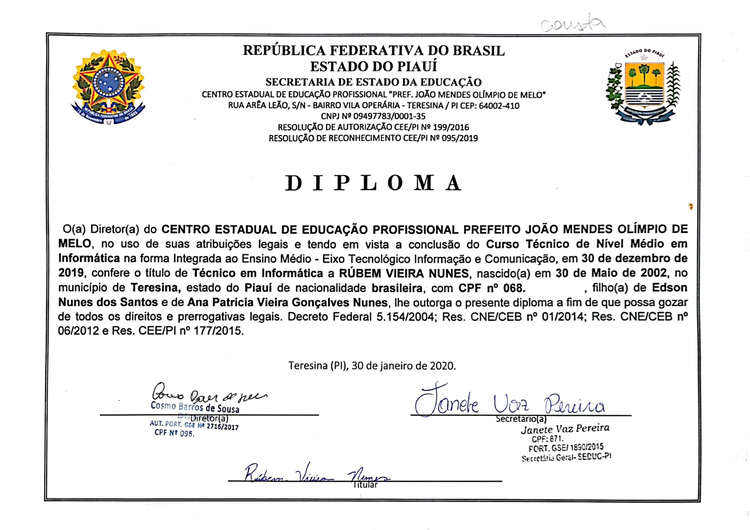 consta
REPÚBLICA FEDERATIVA DO BRASIL
ESTADO DO PIAUÍ
SECRETARIA DE ESTADO DA EDUCAÇÃO
CENTRO ESTADUAL DE EDUCAÇÃO PROFISSIONAL "PREF. JOÃO MENDES OLÍMPIO DE MELO"
RUA ARÊA LEÃO, S/N - BAIRRO VILA OPERÁRIA - TERESINA / PI CEP: 64002-410
CNPJ Nº 09497783/0001-35
RESOLUÇÃO DE AUTORIZAÇÃO CEE/PI Nº 199/2016
RESOLUÇÃO DE RECONHECIMENTO CEE/PI Nº 095/2019
ESTADO DO PIAUÍ
DIPLOMA
O(a) Diretor(a) do CENTRO ESTADUAL DE EDUCAÇÃO PROFISSIONAL PREFEITO JOÃO MENDES OLÍMPIO DE
MELO, no uso de suas atribuições legais e tendo em vista a conclusão do Curso Técnico de Nível Médio em
Informática na forma Integrada ao Ensino Médio - Eixo Tecnológico Informação e Comunicação, em 30 de dezembro de
2019, confere o título de Técnico em Informática a RÚBEM VIEIRA NUNES, nascido(a) em 30 de Maio de 2002, no
município de Teresina, estado do Piauí de nacionalidade brasileira, com CPF nº 068. , filho(a) de Edson
Nunes dos Santos e de Ana Patricia Vieira Gonçalves Nunes, lhe outorga o presente diploma a fim de que possa gozar
de todos os direitos e prerrogativas legais. Decreto Federal 5.154/2004; Res. CNE/CEB nº 01/2014; Res. CNE/CEB nº
06/2012 e Res. CEE/PI nº 177/2015.
Teresina (PI), 30 de janeiro de 2020.
Cosmo Barros de Sousa
Diretor(a)
AUT. PORT. GSE Nº 2716/2017
CPF Nº 096.
Janete Vaz Pereira
Secretário(a)
Janete Vaz Pereira
CPF: 871.
PORT. GSE/ 1890/2015
Secretária Geral- SEDUC-PI
Rúbem Vieira Nunes
Titular